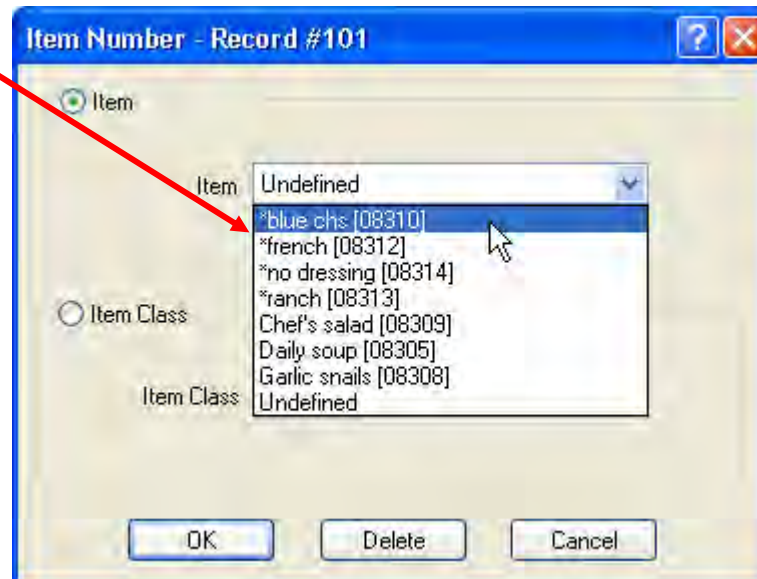 Item Number - Record #101
Item
Item Undefined
*blue chs [08310]
*french [08312]
*no dressing [08314]
*ranch [08313]
Item Class
Chef's salad [08309]
Daily soup [08305]
Garlic snails [08308]
Item Class Undefined
OK Delete Cancel